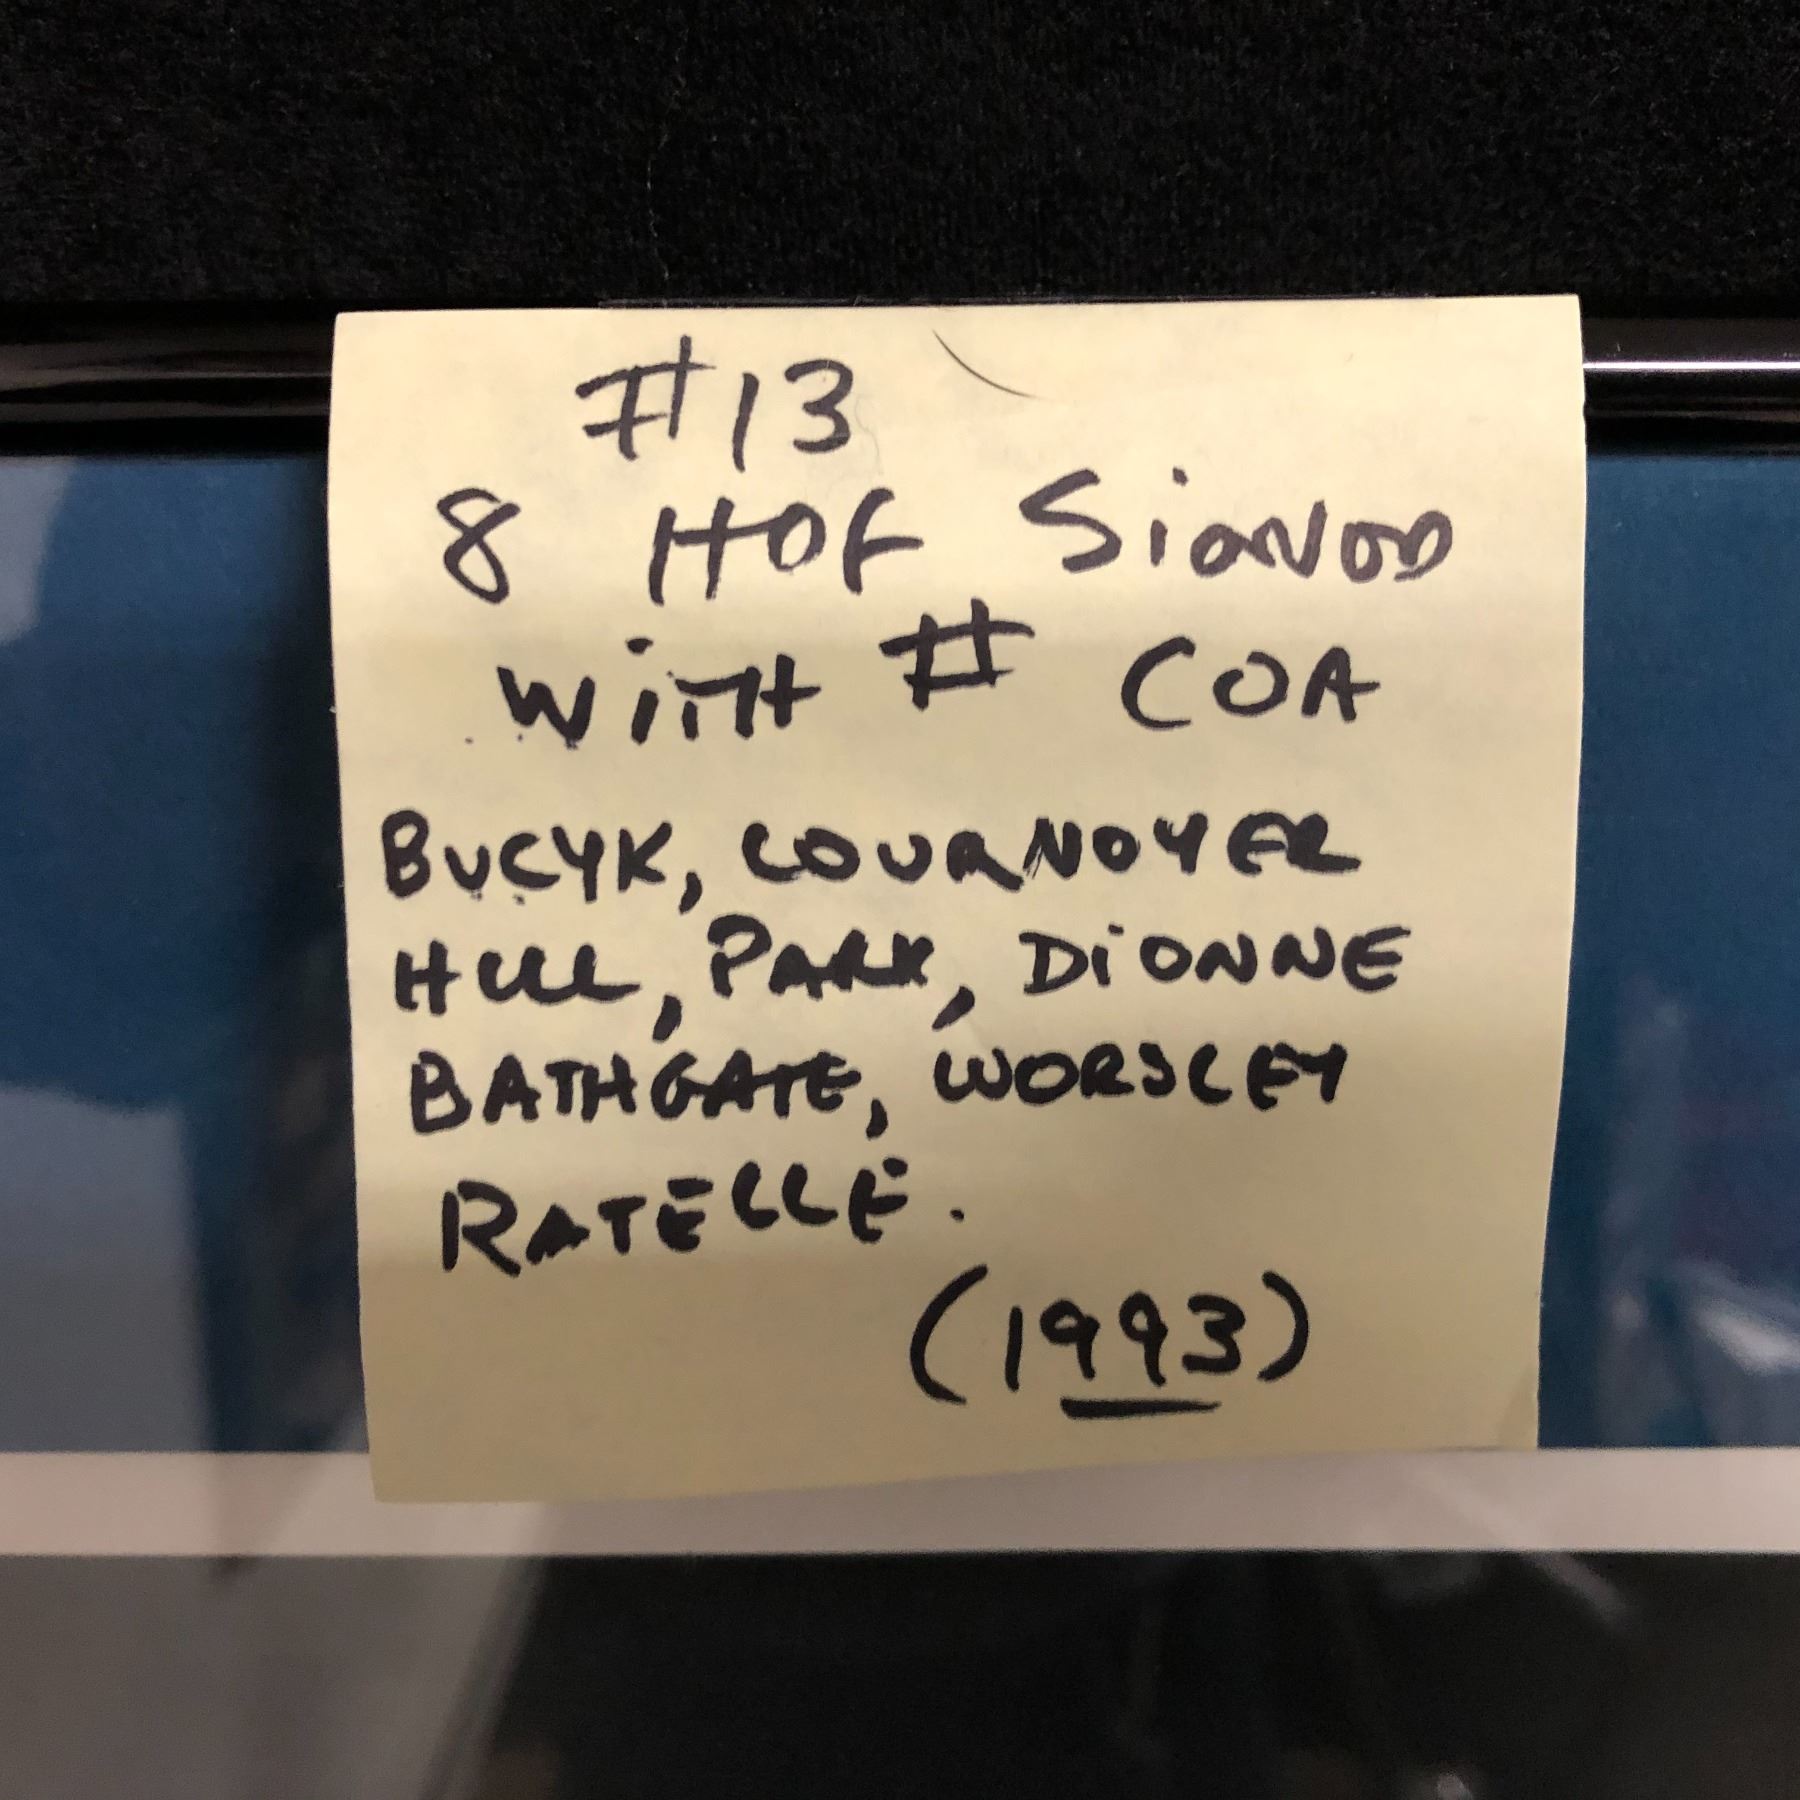 #13
8 HOF SiGNED
WiTH # COA
BUCYK, COURNOYER
HULL, PARK, DiONNE
BATHGATE, WORSLEY
RATELLE.
(1993)